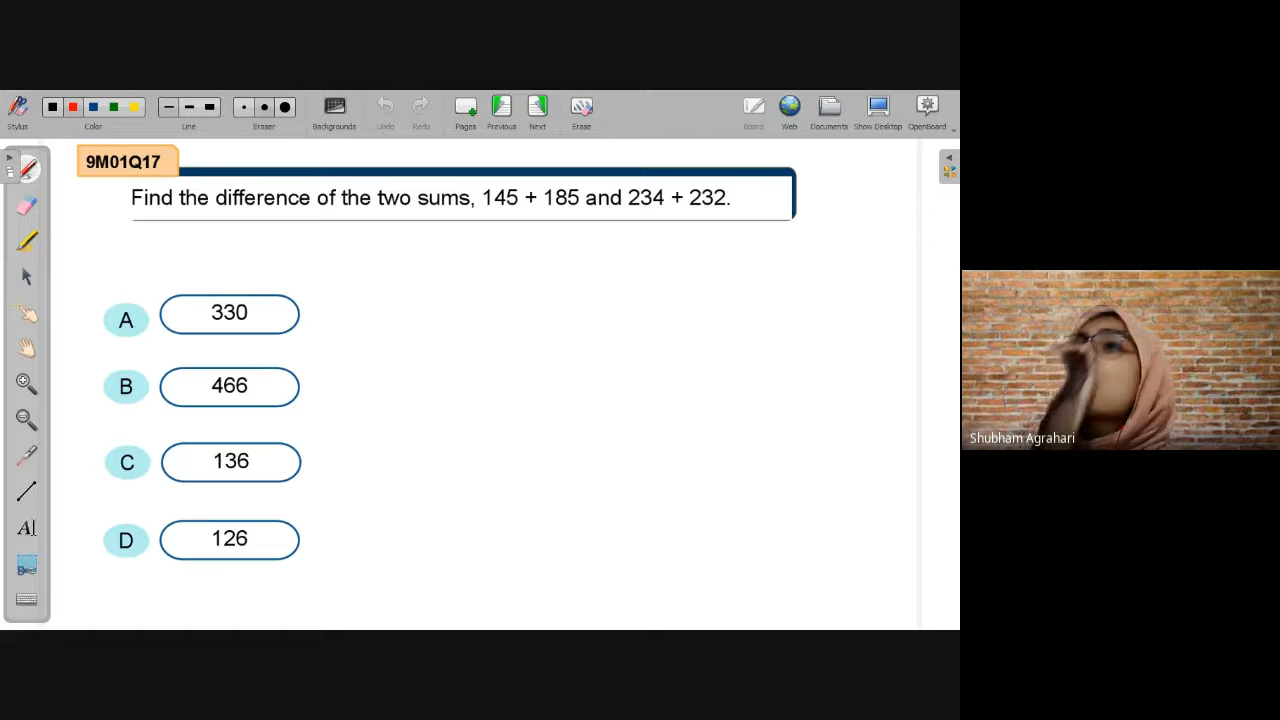 Stylus
Color
Line
Eraser
Backgrounds
Undo
Redo
Pages
Previous
Next
Erase
Board
Web
Documents
Show Desktop
OpenBoard
9M01Q17
Find the difference of the two sums, 145 + 185 and 234 + 232.
A 330
B 466
C 136
D 126
Shubham Agrahari